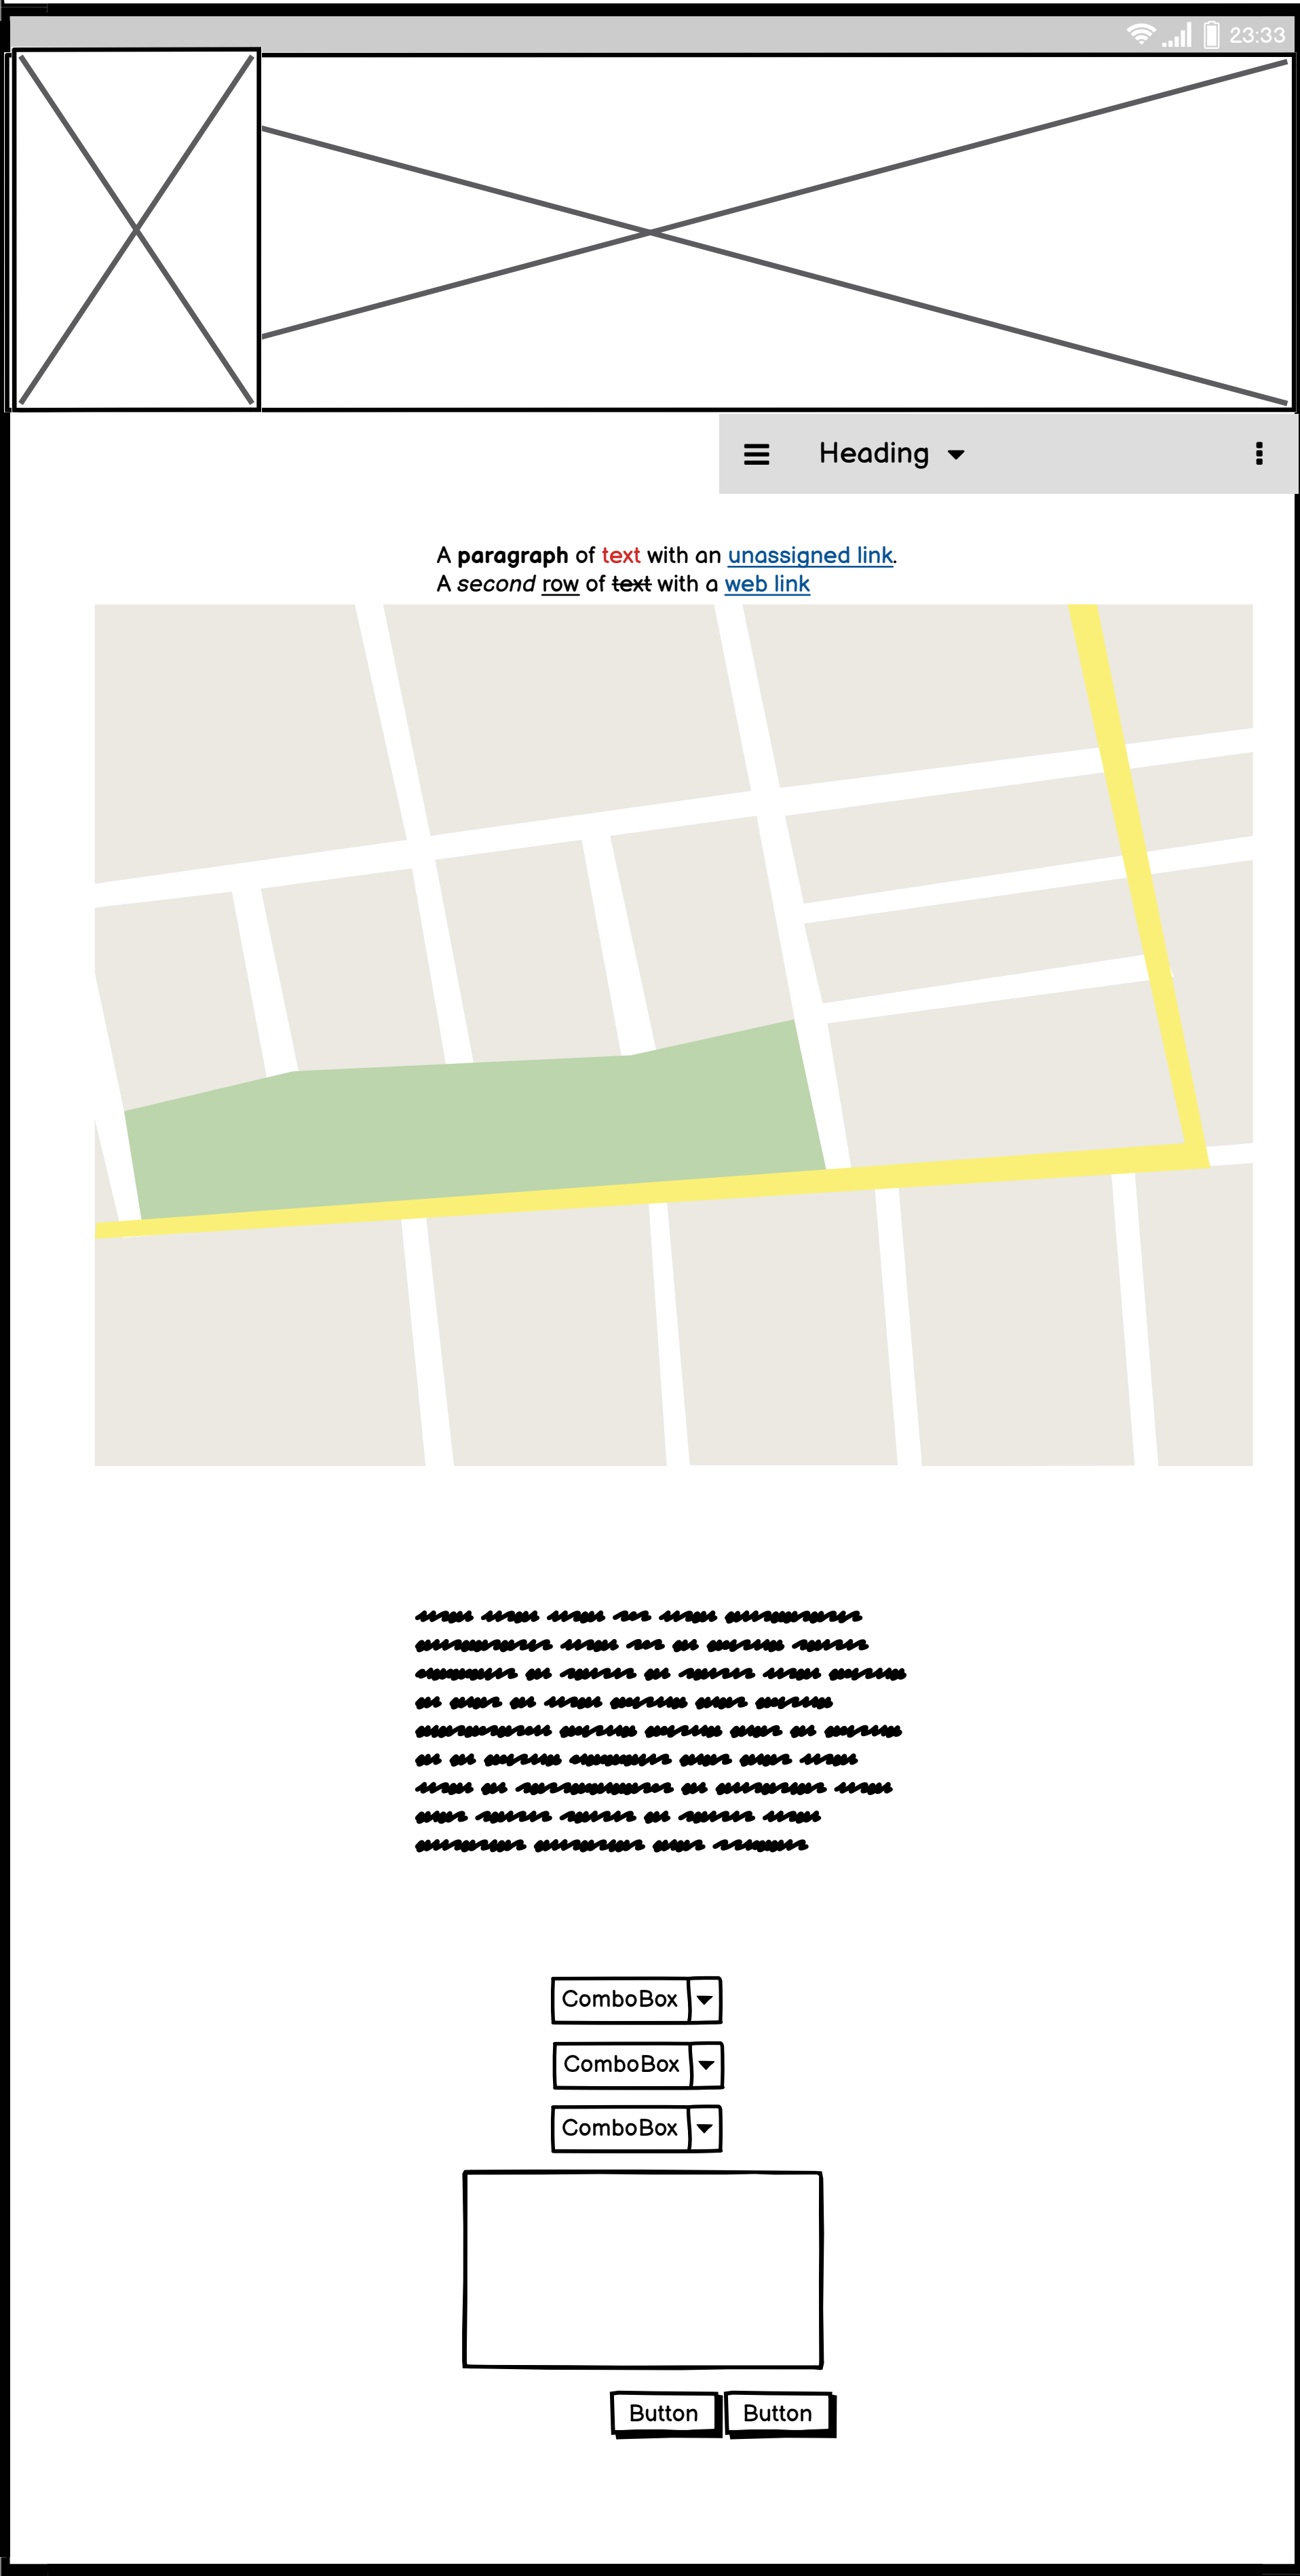 23:33
Heading
A paragraph of text with an unassigned link.
A second row of text with a web link
ComboBox
ComboBox
ComboBox
Button Button